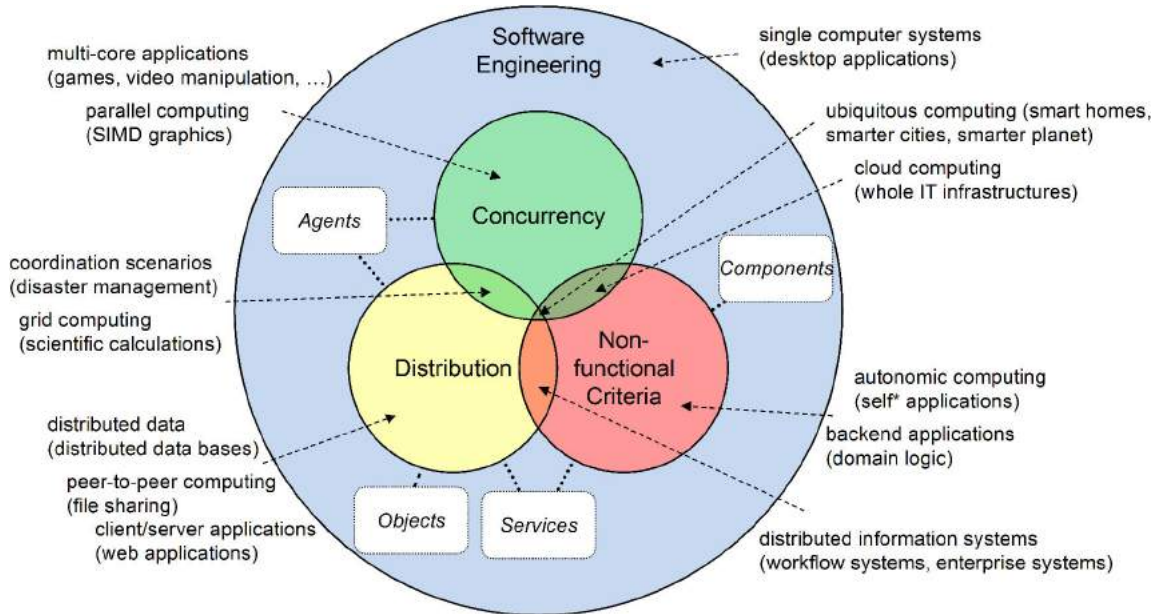 Software
Engineering
multi-core applications
(games, video manipulation, …)
parallel computing
(SIMD graphics)
single computer systems
(desktop applications)
ubiquitous computing (smart homes,
smarter cities, smarter planet)
cloud computing
(whole IT infrastructures)
Agents
Concurrency
Components
coordination scenarios
(disaster management)
grid computing
(scientific calculations)
Distribution
Non-
functional
Criteria
autonomic computing
(self* applications)
backend applications
(domain logic)
distributed data
(distributed data bases)
peer-to-peer computing
(file sharing)
client/server applications
(web applications)
Objects
Services
distributed information systems
(workflow systems, enterprise systems)